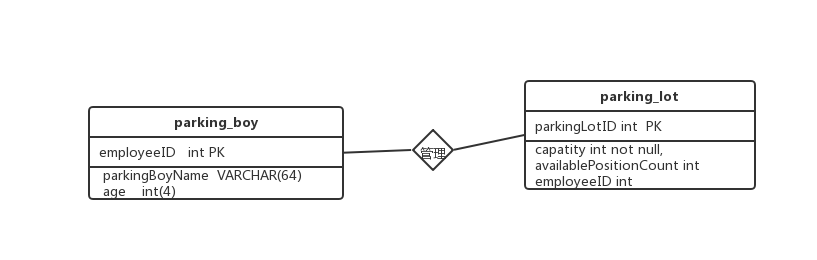 parking_boy
employeeID int PK
parkingBoyName VARCHAR(64)
age int(4)
管理
parking_lot
parkingLotID int PK
capatity int not null,
availablePositionCount int
employeeID int